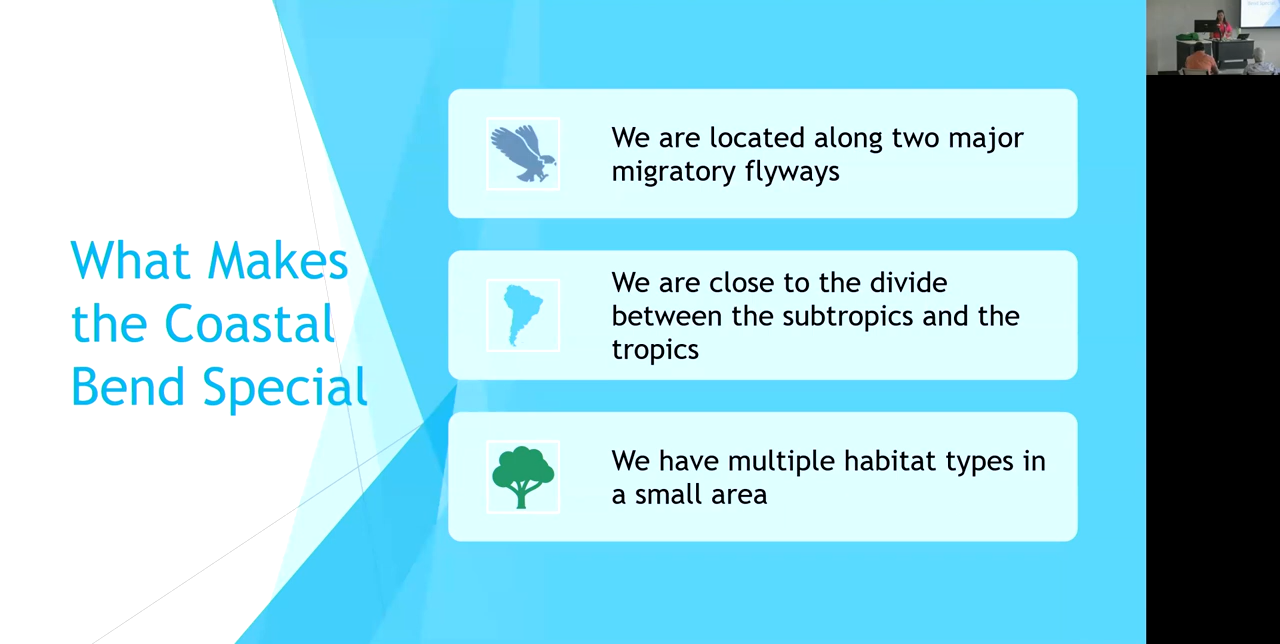 What Makes
the Coastal
Bend Special
We are located along two major
migratory flyways
We are close to the divide
between the subtropics and the
tropics
We have multiple habitat types in
a small area